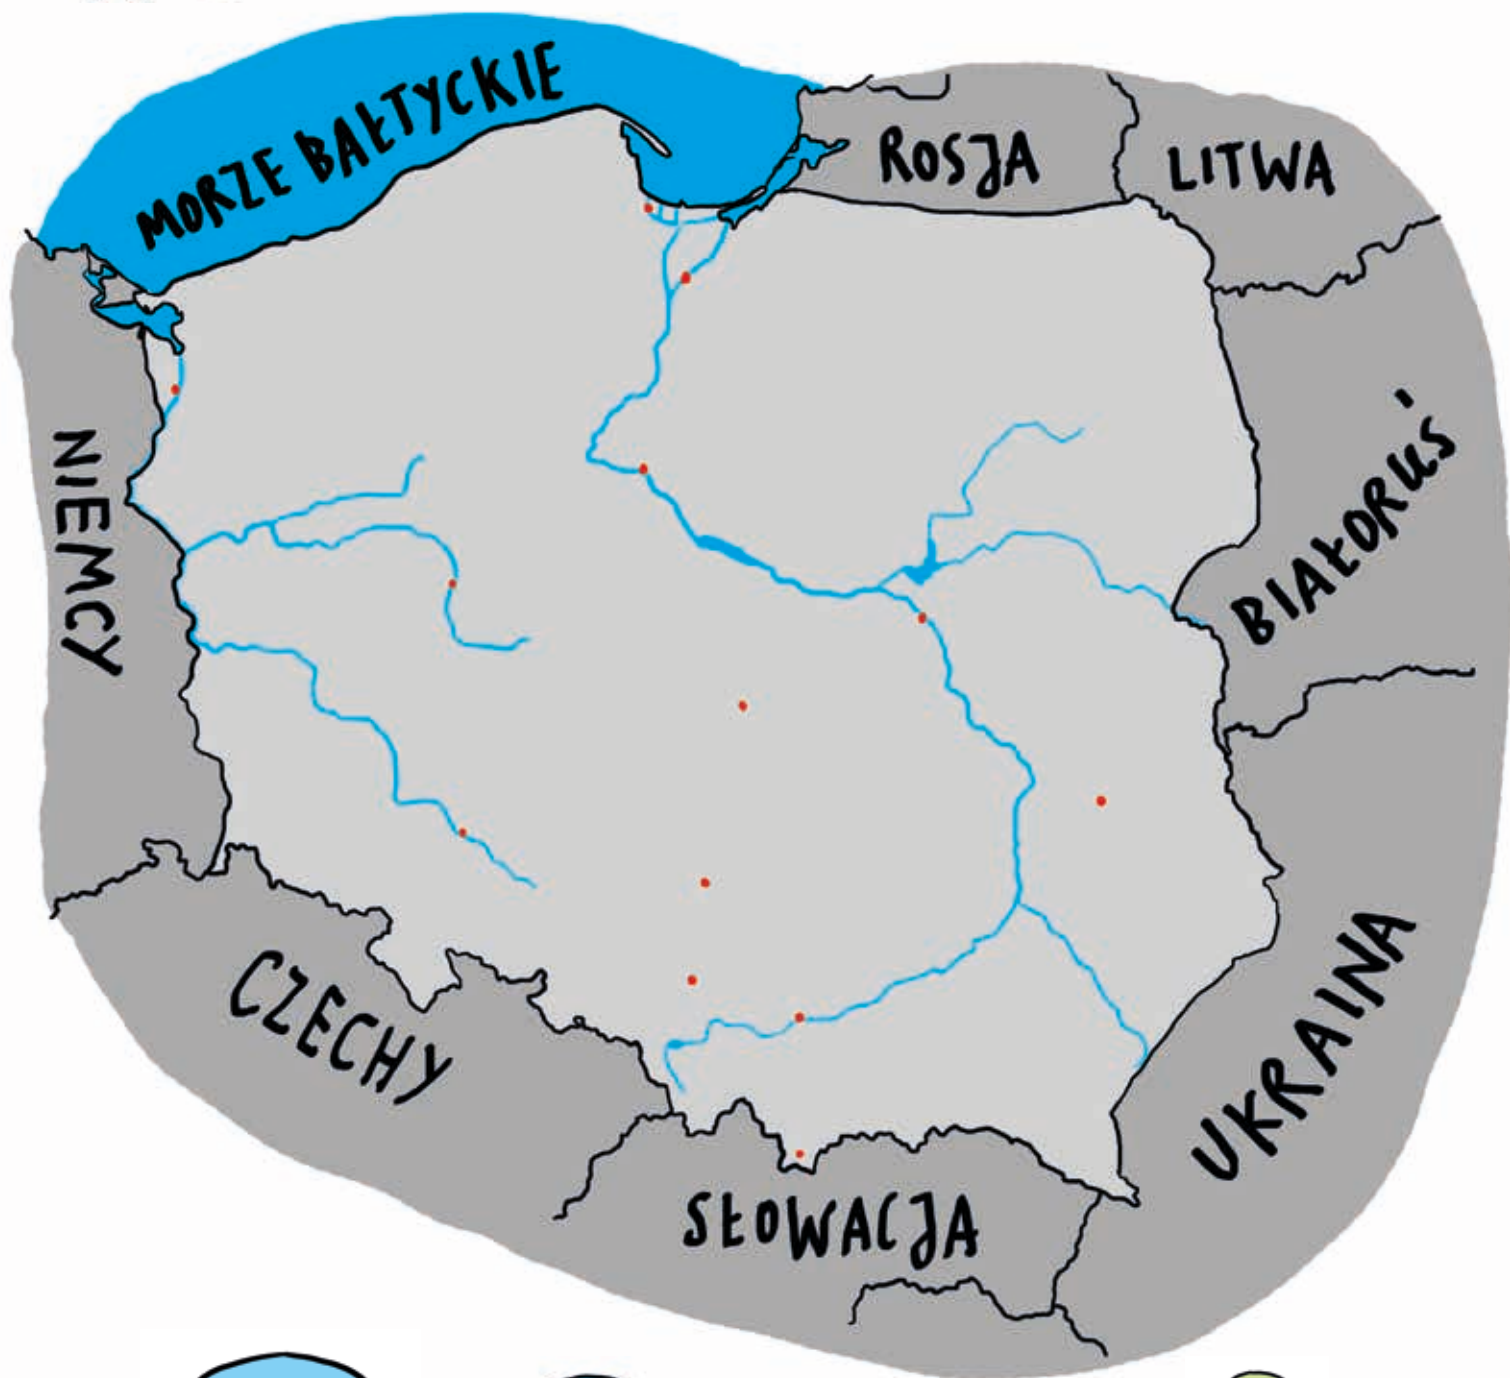 MORZE BAŁTYCKIE
ROSJA
LITWA
NIEMCY
BIAŁORUŚ
CZECHY
UKRAINA
SŁOWACJA